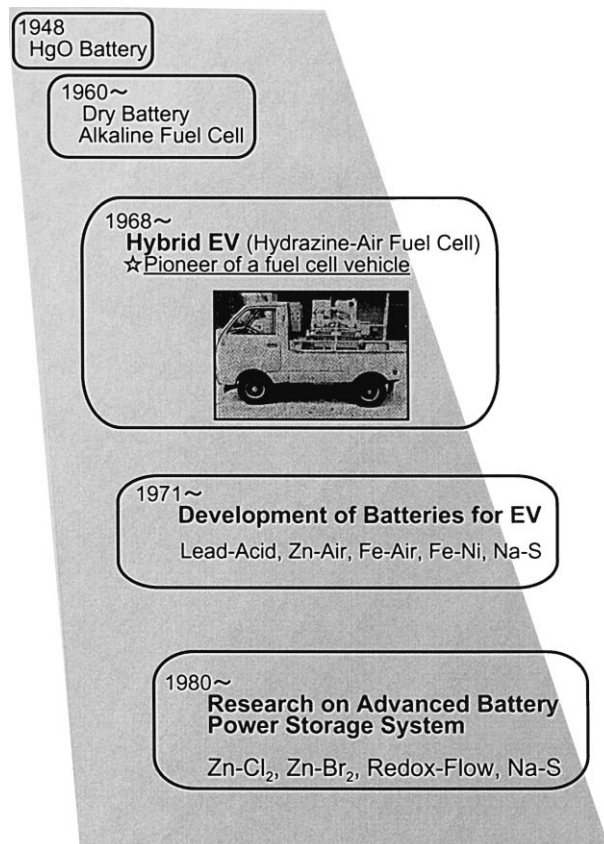 1948
HgO Battery
1960～
Dry Battery
Alkaline Fuel Cell
1968～
Hybrid EV (Hydrazine-Air Fuel Cell)
☆Pioneer of a fuel cell vehicle
1971～
Development of Batteries for EV
Lead-Acid, Zn-Air, Fe-Air, Fe-Ni, Na-S
1980～
Research on Advanced Battery
Power Storage System
Zn-Cl₂, Zn-Br₂, Redox-Flow, Na-S